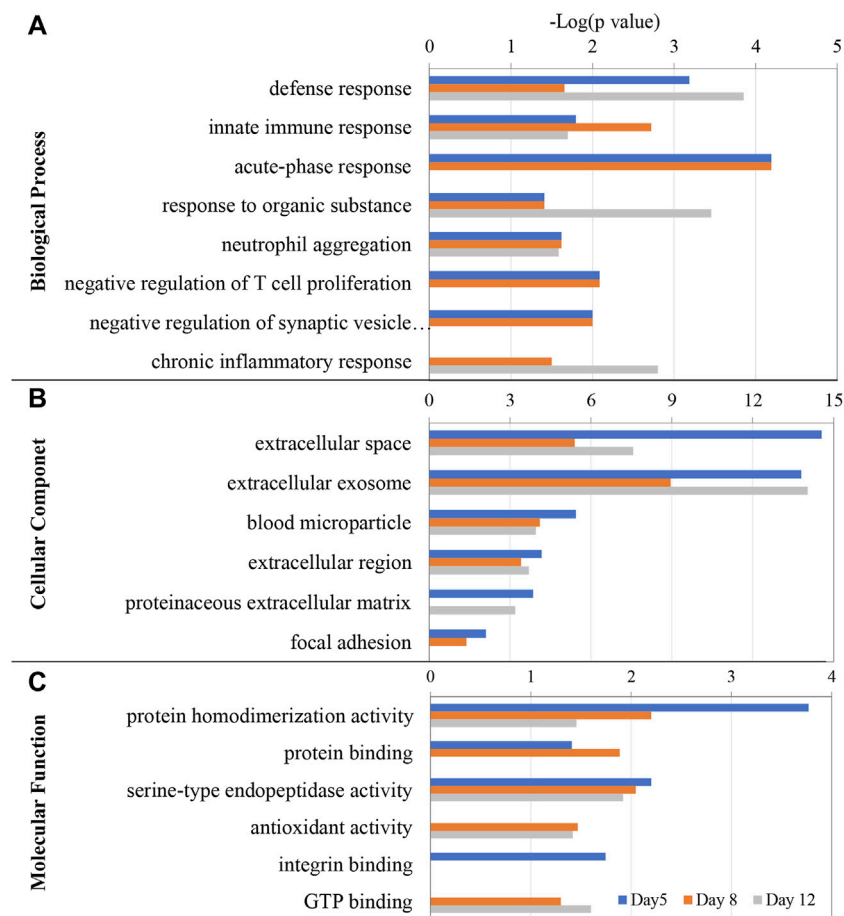 A
-Log(p value)
0 1 2 3 4 5
Biological Process
defense response
innate immune response
acute-phase response
response to organic substance
neutrophil aggregation
negative regulation of T cell proliferation
negative regulation of synaptic vesicle…
chronic inflammatory response
B
0 3 6 9 12 15
Cellular Componet
extracellular space
extracellular exosome
blood microparticle
extracellular region
proteinaceous extracellular matrix
focal adhesion
C
0 1 2 3 4
Molecular Function
protein homodimerization activity
protein binding
serine-type endopeptidase activity
antioxidant activity
integrin binding
GTP binding
Day5 Day 8 Day 12